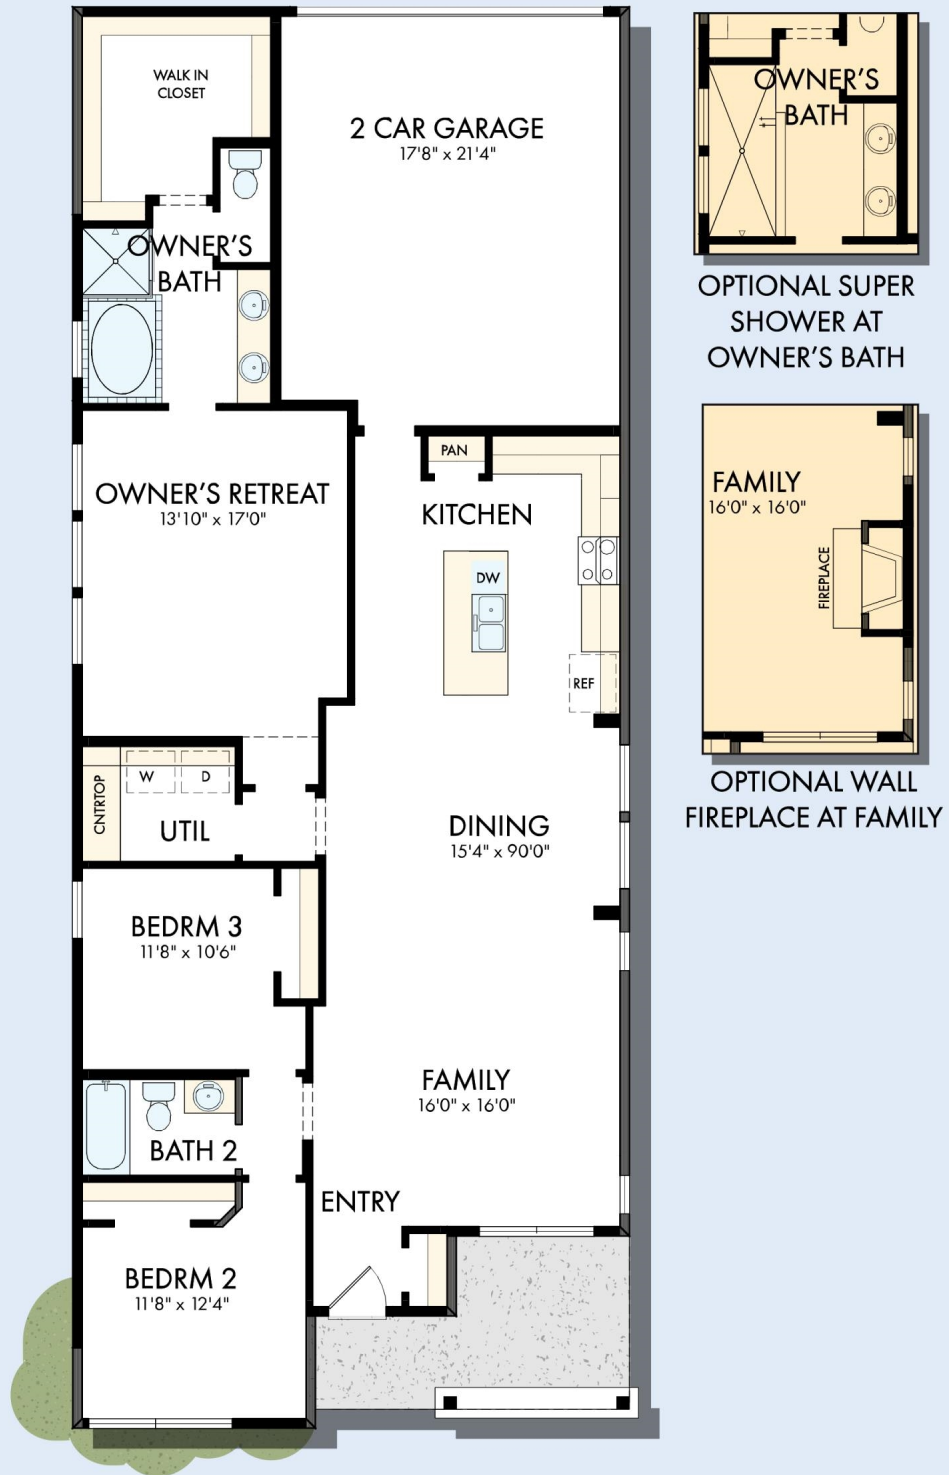 WALK IN
CLOSET
2 CAR GARAGE
17'8" x 21'4"
OWNER'S
BATH
OWNER'S RETREAT
13'10" x 17'0"
PAN
KITCHEN
DW
REF
CNTRTOP
W
D
UTIL
DINING
15'4" x 90'0"
BEDRM 3
11'8" x 10'6"
FAMILY
16'0" x 16'0"
BATH 2
ENTRY
BEDRM 2
11'8" x 12'4"
OWNER'S
BATH
OPTIONAL SUPER
SHOWER AT
OWNER'S BATH
FAMILY
16'0" x 16'0"
FIREPLACE
OPTIONAL WALL
FIREPLACE AT FAMILY